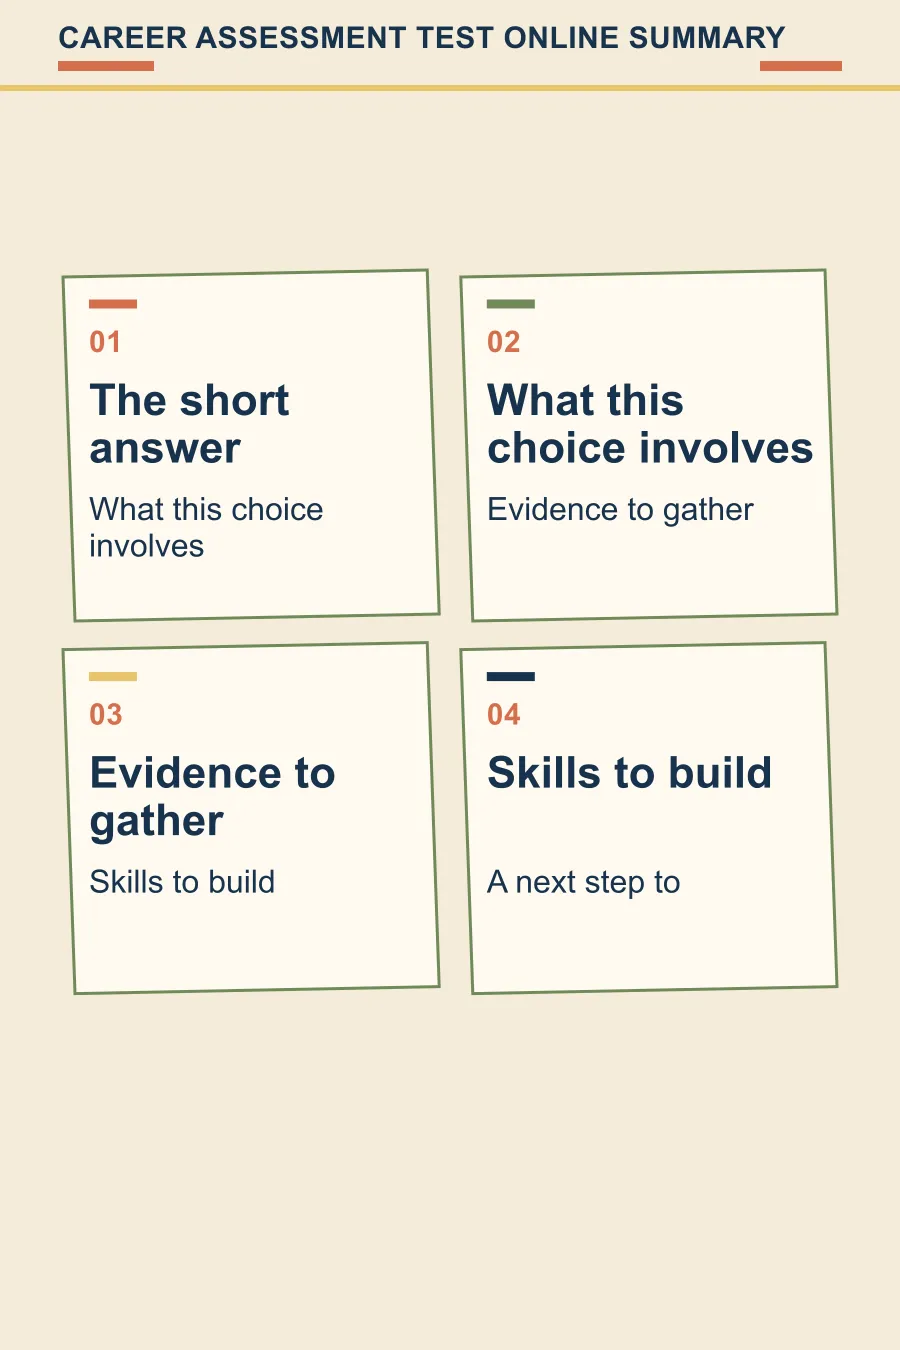 CAREER ASSESSMENT TEST ONLINE SUMMARY
01
The short
answer
What this choice
involves
02
What this
choice involves
Evidence to gather
03
Evidence to
gather
Skills to build
04
Skills to build
A next step to